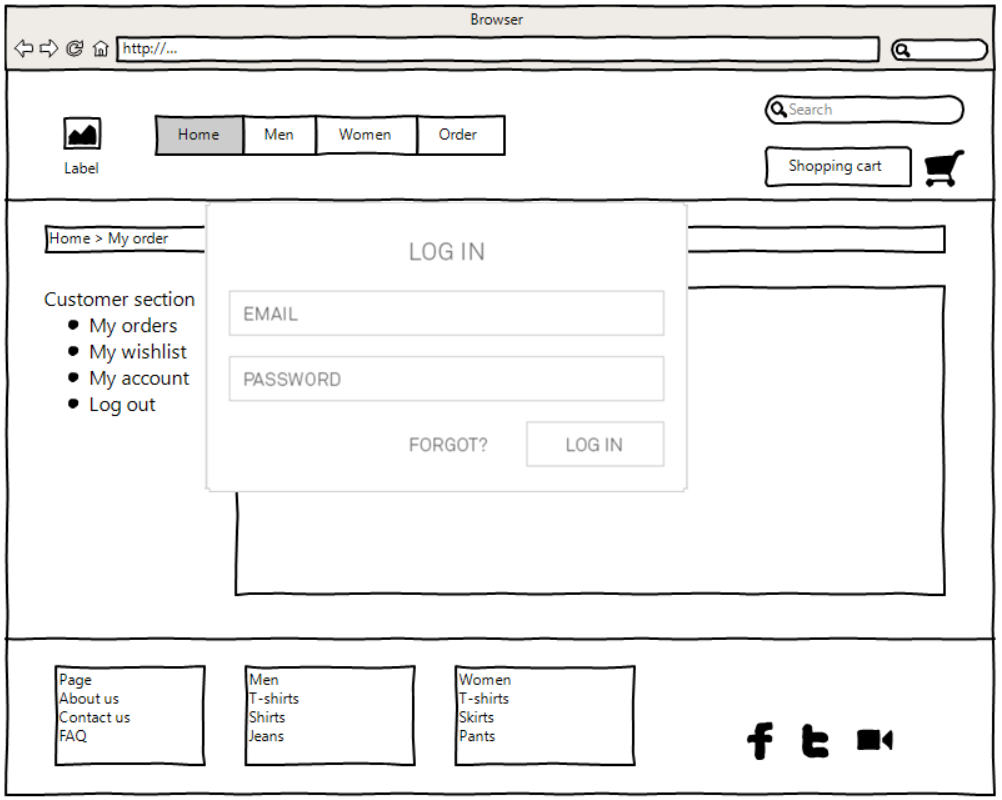 Browser
http://...
Search
Home
Men
Women
Order
Label
Shopping cart
Home > My order
LOG IN
EMAIL
PASSWORD
FORGOT?
LOG IN
Customer section
My orders
My wishlist
My account
Log out
Page
About us
Contact us
FAQ
Men
T-shirts
Shirts
Jeans
Women
T-shirts
Skirts
Pants